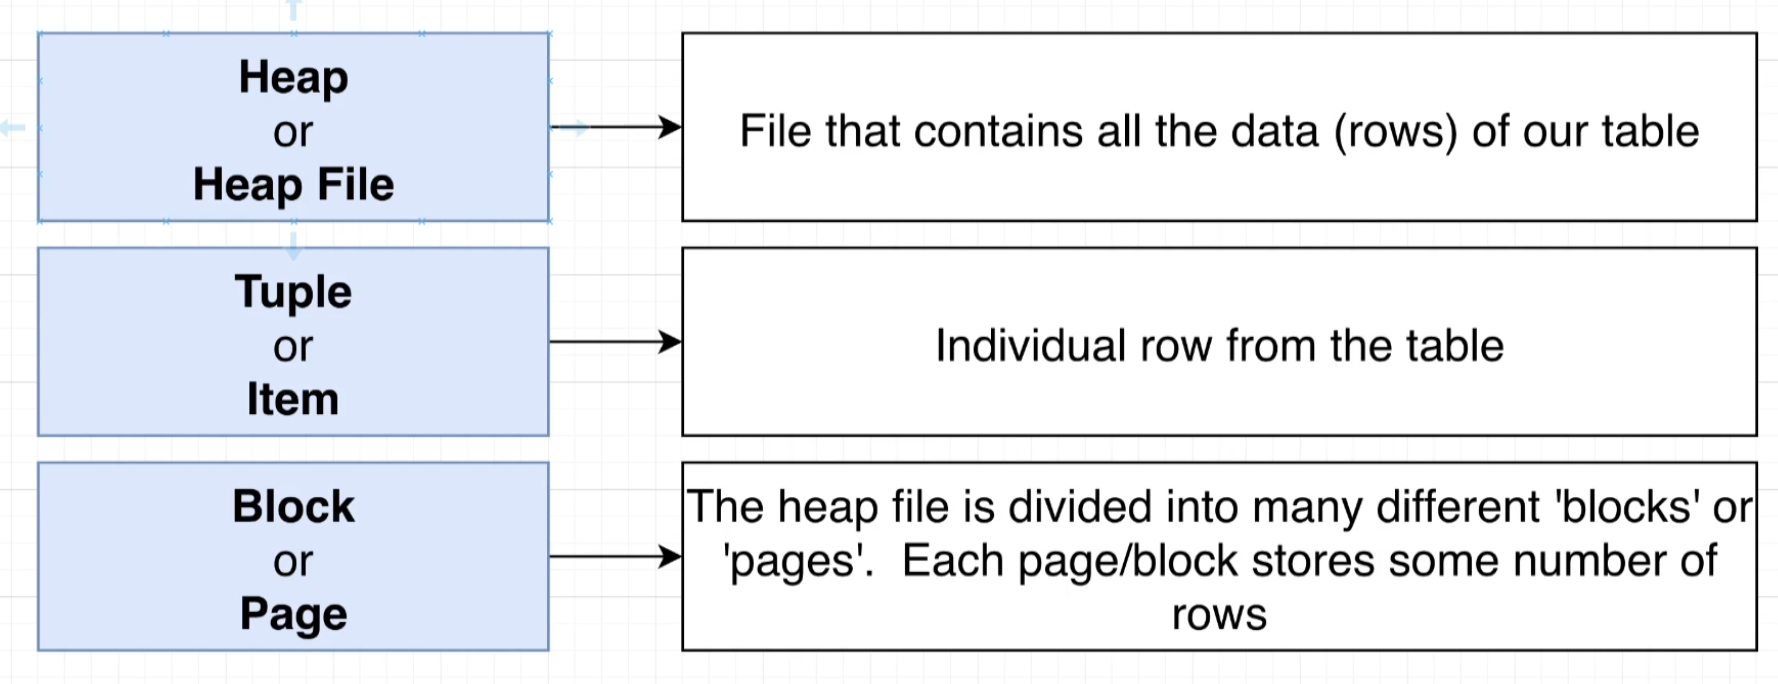 Heap
or
Heap File
File that contains all the data (rows) of our table
Tuple
or
Item
Individual row from the table
Block
or
Page
The heap file is divided into many different 'blocks' or
'pages'.  Each page/block stores some number of
rows